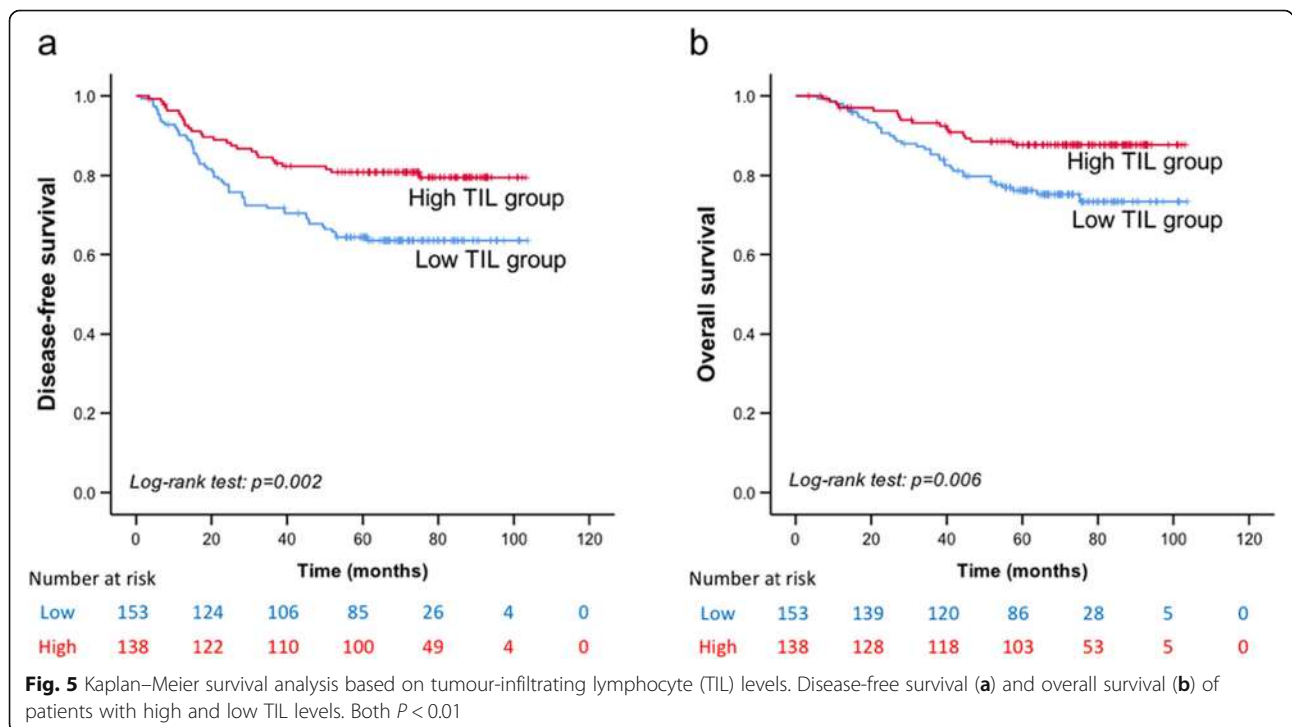 a
Disease-free survival
1.0
0.8
0.6
0.4
0.2
0.0
High TIL group
Low TIL group
Log-rank test: p=0.002
0 20 40 60 80 100 120
Number at risk
Time (months)
Low 153 124 106 85 26 4 0
High 138 122 110 100 49 4 0
b
Overall survival
1.0
0.8
0.6
0.4
0.2
0.0
High TIL group
Low TIL group
Log-rank test: p=0.006
0 20 40 60 80 100 120
Number at risk
Time (months)
Low 153 139 120 86 28 5 0
High 138 128 118 103 53 5 0
Fig. 5 Kaplan–Meier survival analysis based on tumour-infiltrating lymphocyte (TIL) levels. Disease-free survival (a) and overall survival (b) of
patients with high and low TIL levels. Both P < 0.01